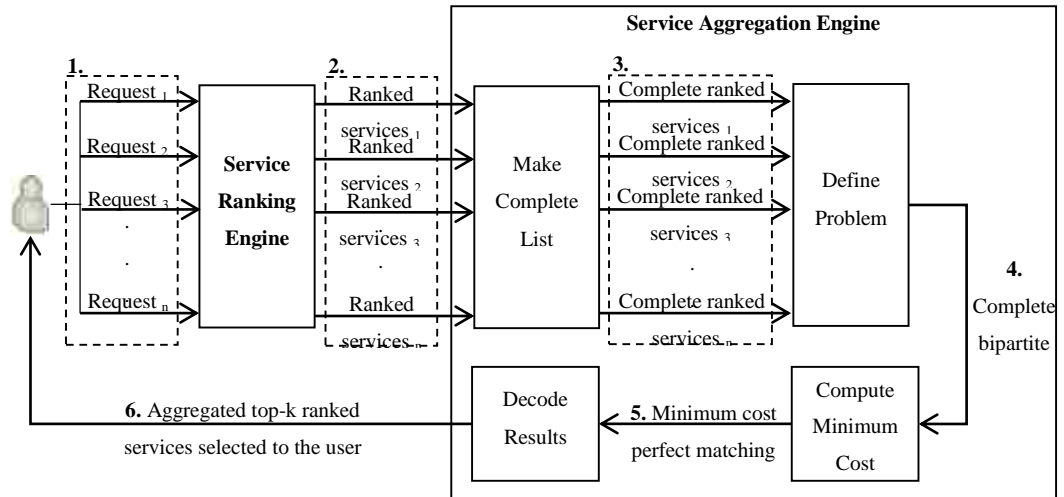 Service Aggregation Engine
1.
Request 1
Request 2
Request 3
.
.
.
Request n
Service
Ranking
Engine
2.
Ranked
services 1
Ranked
services 2
Ranked
services 3
.
.
Ranked
services n
Make
Complete
List
3.
Complete ranked
services 1
Complete ranked
services 2
Complete ranked
services 3
.
.
Complete ranked
services n
Define
Problem
4.
Complete
bipartite
Compute
Minimum
Cost
5. Minimum cost
perfect matching
Decode
Results
6. Aggregated top-k ranked
services selected to the user